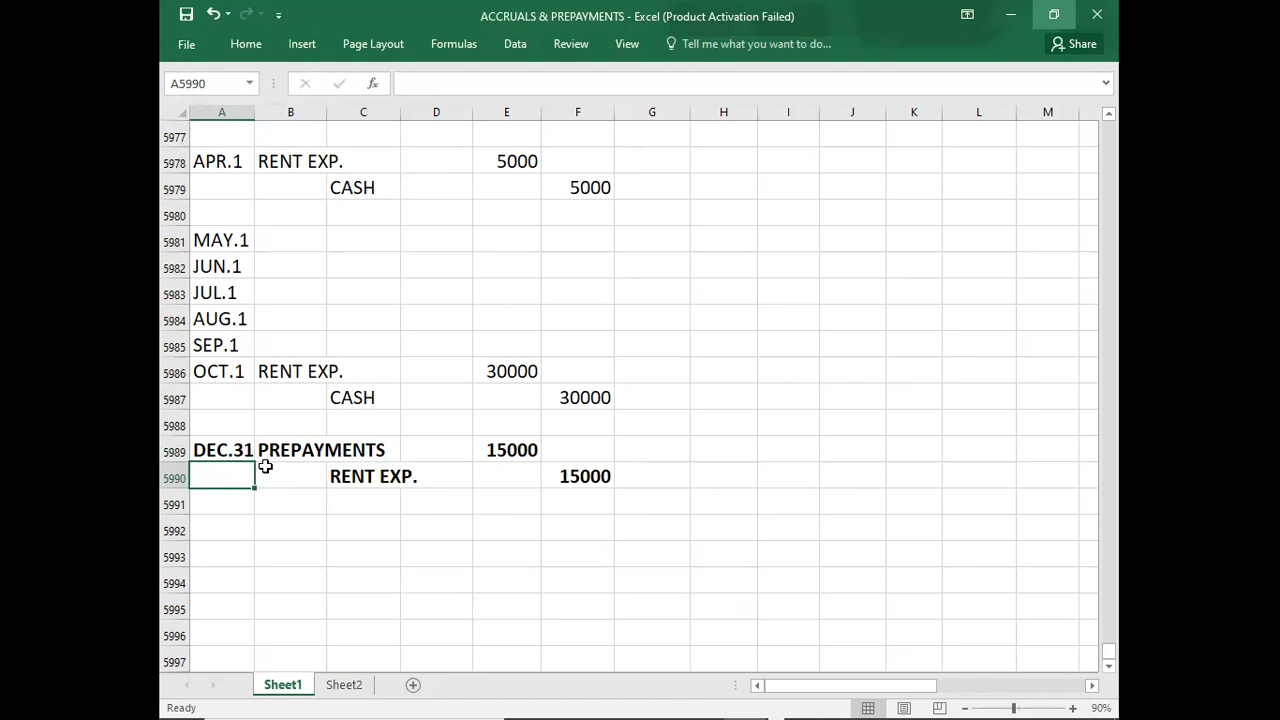 ACCRUALS & PREPAYMENTS - Excel (Product Activation Failed)
File Home Insert Page Layout Formulas Data Review View Tell me what you want to do... Share
A5990 fx
A B C D E F G H I J K L M
5977
5978 APR.1 RENT EXP. 5000
5979 CASH 5000
5980
5981 MAY.1
5982 JUN.1
5983 JUL.1
5984 AUG.1
5985 SEP.1
5986 OCT.1 RENT EXP. 30000
5987 CASH 30000
5988
5989 DEC.31 PREPAYMENTS 15000
5990 RENT EXP. 15000
5991
5992
5993
5994
5995
5996
5997
Sheet1 Sheet2
Ready 90%